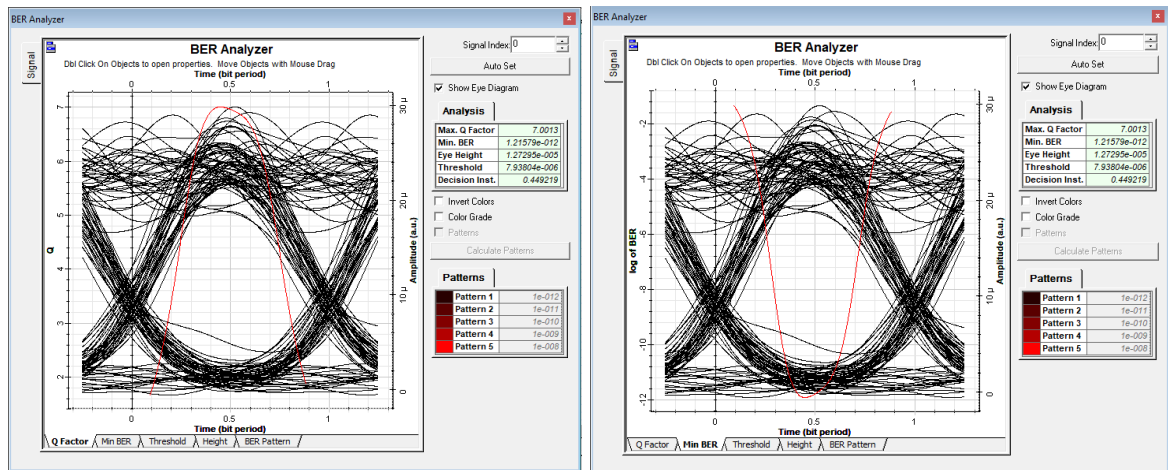 BER Analyzer
Signal
BER Analyzer
Dbl Click On Objects to open properties. Move Objects with Mouse Drag
Time (bit period)
0 0.5 1
7
6
5
4
3
2
Q
30 µ
20 µ
10 µ
0
Amplitude (a.u.)
0 0.5 1
Time (bit period)
Q Factor Min BER Threshold Height BER Pattern
Signal Index: 0
Auto Set
Show Eye Diagram
Analysis
Max. Q Factor 7.0013
Min. BER 1.21579e-012
Eye Height 1.27295e-005
Threshold 7.93804e-006
Decision Inst. 0.449219
Invert Colors
Color Grade
Patterns
Calculate Patterns
Patterns
Pattern 1 1e-012
Pattern 2 1e-011
Pattern 3 1e-010
Pattern 4 1e-009
Pattern 5 1e-008
BER Analyzer
Signal
BER Analyzer
Dbl Click On Objects to open properties. Move Objects with Mouse Drag
Time (bit period)
0 0.5 1
-2
-4
-6
-8
-10
-12
log of BER
30 µ
20 µ
10 µ
0
Amplitude (a.u.)
0 0.5 1
Time (bit period)
Q Factor Min BER Threshold Height BER Pattern
Signal Index: 0
Auto Set
Show Eye Diagram
Analysis
Max. Q Factor 7.0013
Min. BER 1.21579e-012
Eye Height 1.27295e-005
Threshold 7.93804e-006
Decision Inst. 0.449219
Invert Colors
Color Grade
Patterns
Calculate Patterns
Patterns
Pattern 1 1e-012
Pattern 2 1e-011
Pattern 3 1e-010
Pattern 4 1e-009
Pattern 5 1e-008